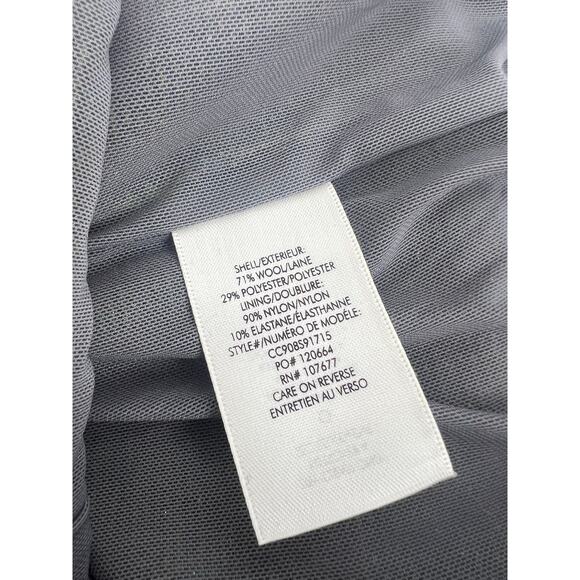 SHELL/EXTERIEUR:
71% WOOL/LAINE
29% POLYESTER/POLYESTER
LINING/DOUBLURE:
90% NYLON/NYLON
10% ELASTANE/ÉLASTHANNE
STYLE#/NUMÉRO DE MODÈLE:
CC908S91715
PO# 120664
RN# 107677
CARE ON REVERSE
ENTRETIEN AU VERSO